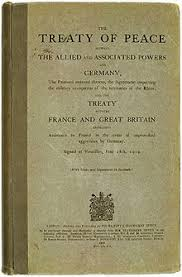 THE
TREATY OF PEACE
BETWEEN
THE ALLIED AND ASSOCIATED POWERS
AND
GERMANY,
The Protocol annexed thereto, the Agreement respecting
the military occupation of the territories of the Rhine,
AND THE
TREATY
BETWEEN
FRANCE AND GREAT BRITAIN
RESPECTING
Assistance to France in the event of unprovoked
aggression by Germany.
Signed at Versailles, June 28th, 1919.